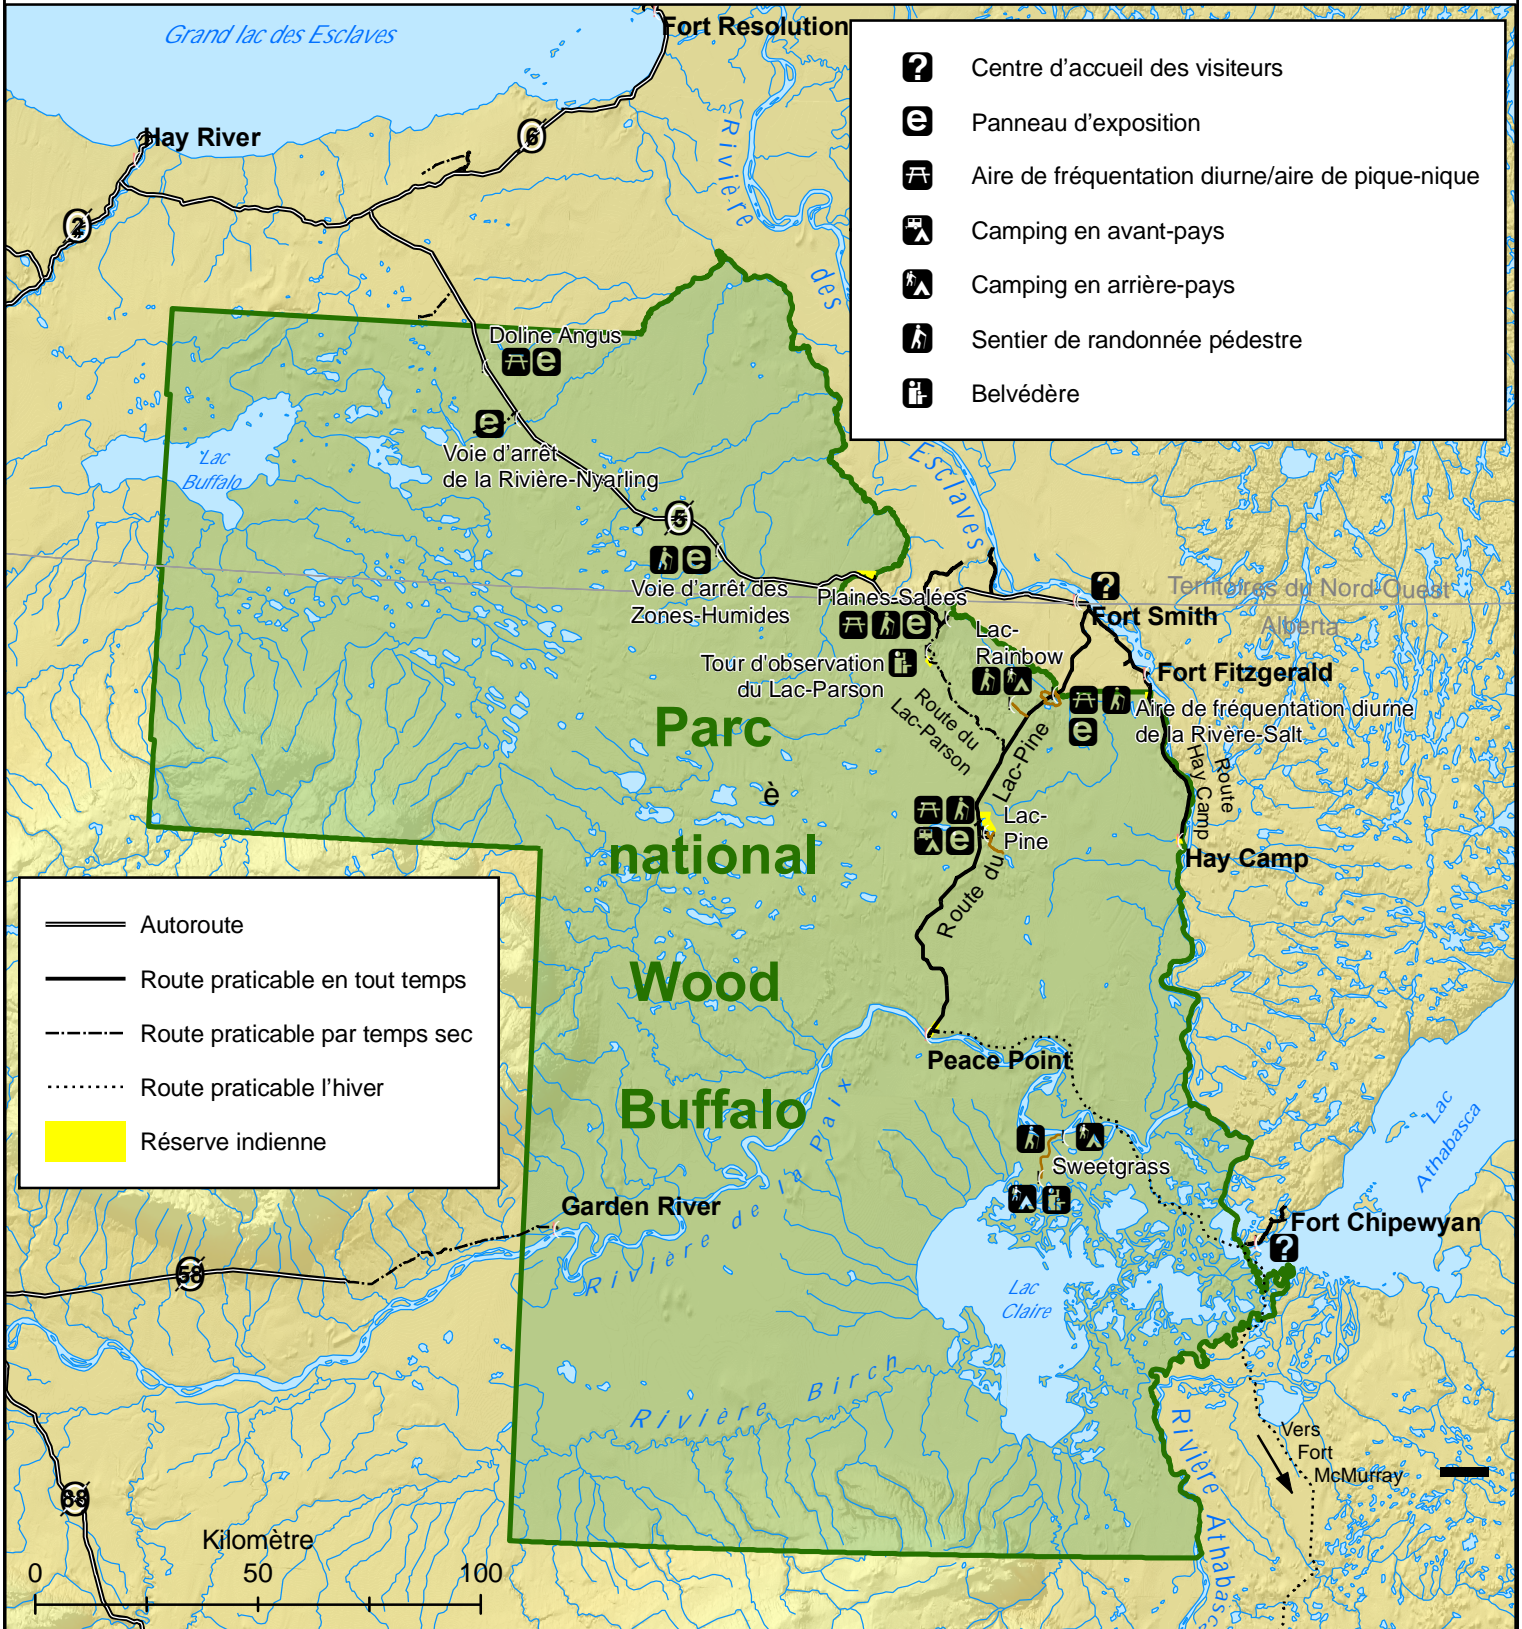 Grand lac des Esclaves
Fort Resolution
Hay River
6
2
Rivière
des
Esclaves
Centre d'accueil des visiteurs
e Panneau d'exposition
Aire de fréquentation diurne/aire de pique-nique
Camping en avant-pays
Camping en arrière-pays
Sentier de randonnée pédestre
Belvédère
Doline Angus
e
e
Voie d'arrêt
de la Rivière-Nyarling
Lac
Buffalo
5
e
Voie d'arrêt des
Zones-Humides
Plaines-Salées
e
?
Territoires du Nord-Ouest
Alberta
Fort Smith
Lac-
Rainbow
Tour d'observation
du Lac-Parson
Fort Fitzgerald
Aire de fréquentation diurne
de la Rivère-Salt
e
Route du
Lac-Parson
Route
Hay Camp
Parc
è
national
Wood
Buffalo
Lac-
Pine
e
Route du Lac-Pine
Hay Camp
Autoroute
Route praticable en tout temps
Route praticable par temps sec
Route praticable l'hiver
Réserve indienne
Peace Point
Lac
Athabasca
Sweetgrass
Garden River
Rivière de la Paix
Fort Chipewyan
?
58
Lac
Claire
Rivière Birch
Rivière Athabasc
Vers
Fort
McMurray
88
Kilomètre
0 50 100